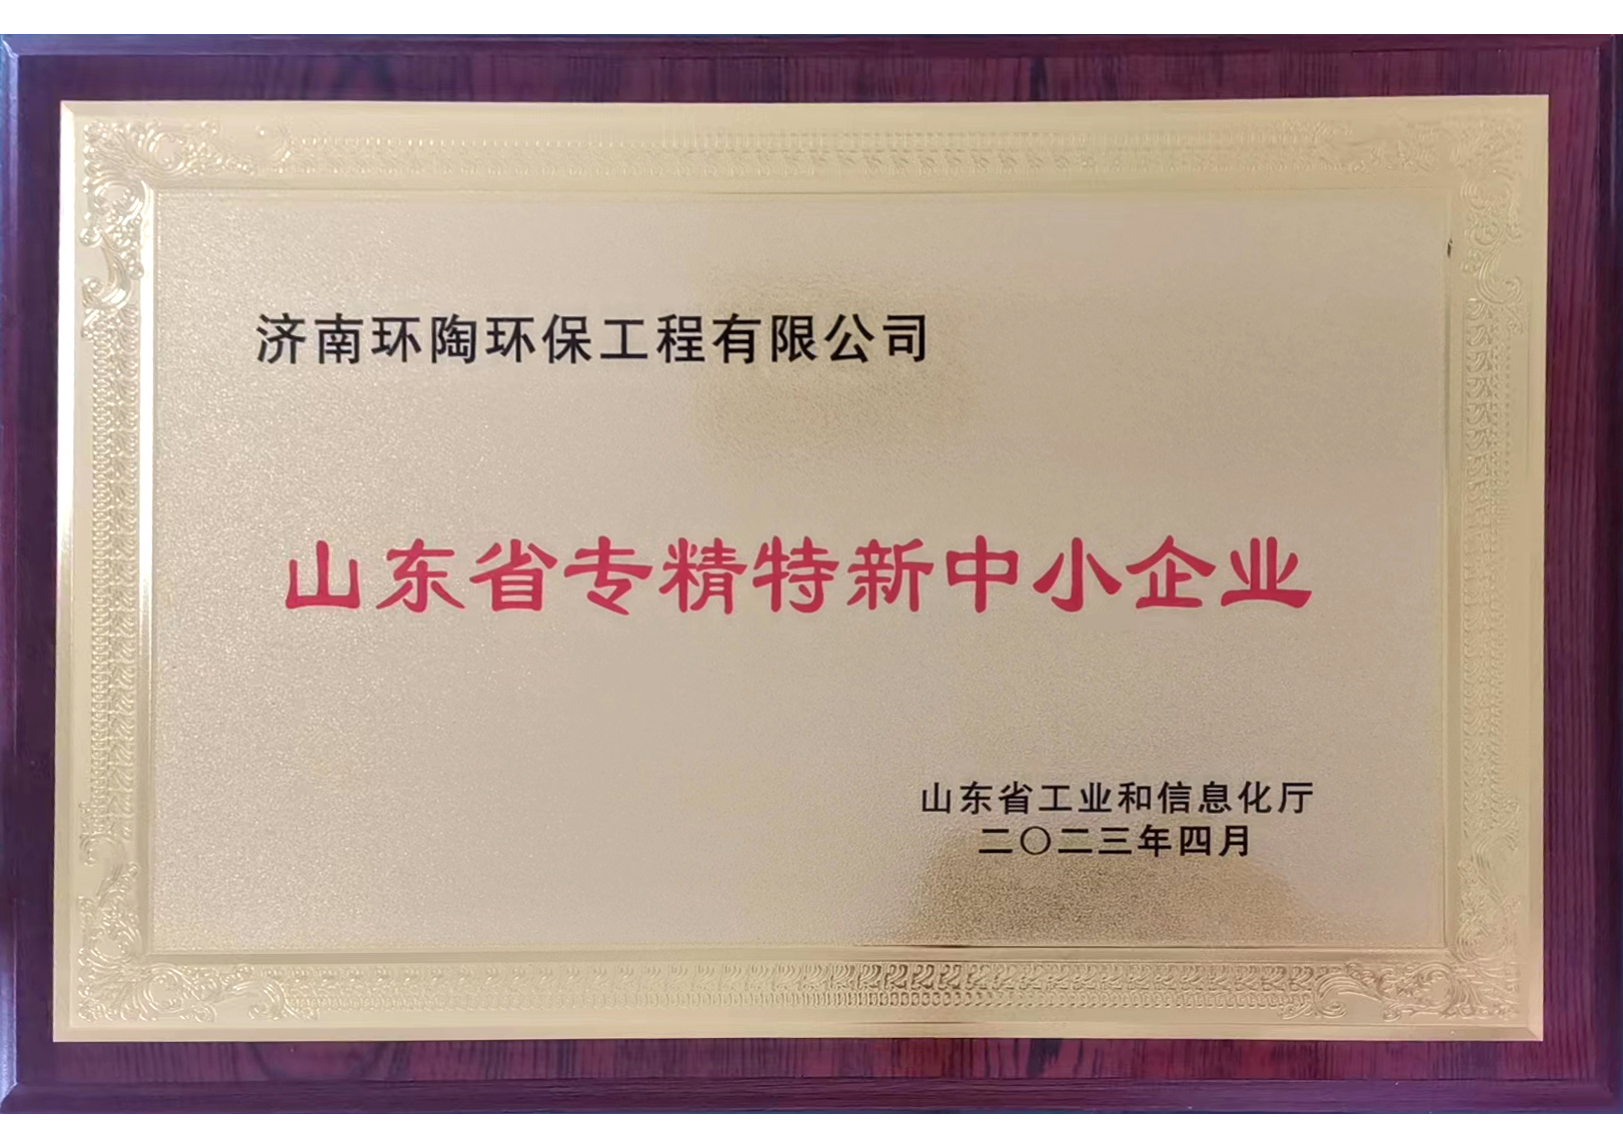 济南环陶环保工程有限公司
山东省专精特新中小企业
山东省工业和信息化厅
二〇二三年四月